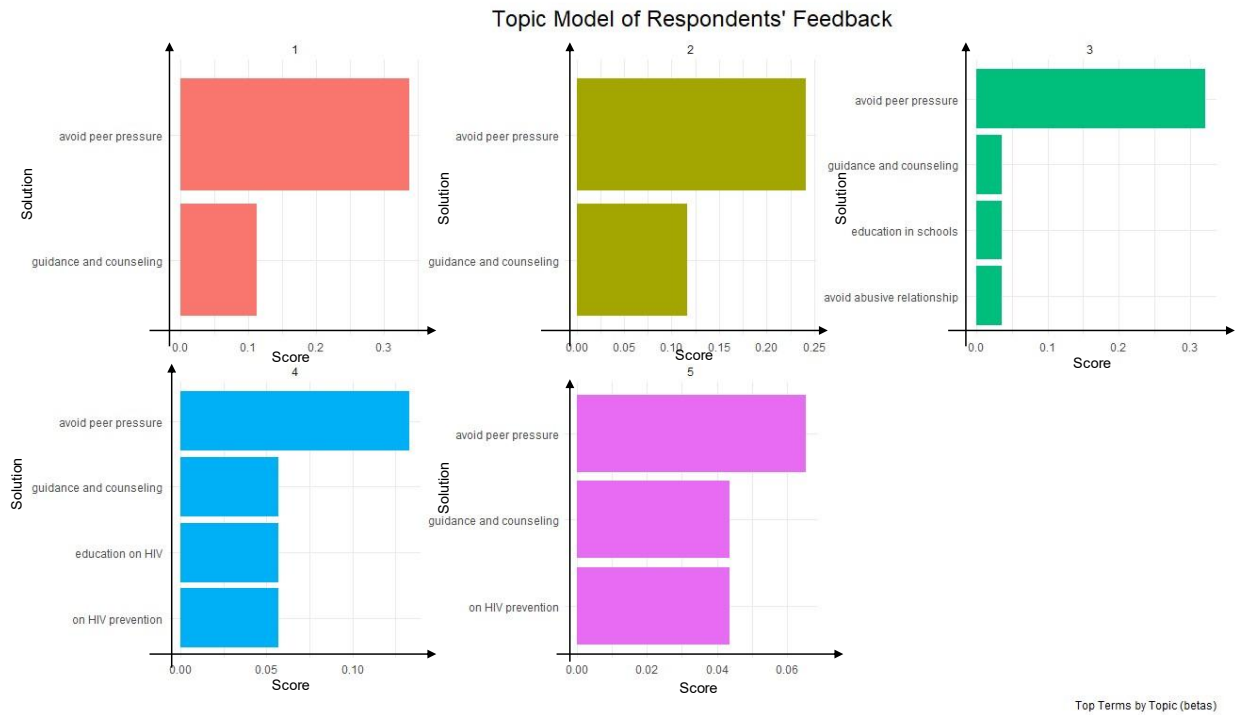 Topic Model of Respondents' Feedback
1
Solution
avoid peer pressure
guidance and counseling
0.0 0.1 0.2 0.3
Score
2
Solution
avoid peer pressure
guidance and counseling
0.00 0.05 0.10 0.15 0.20 0.25
Score
3
Solution
avoid peer pressure
guidance and counseling
education in schools
avoid abusive relationship
0.0 0.1 0.2 0.3
Score
4
Solution
avoid peer pressure
guidance and counseling
education on HIV
on HIV prevention
0.00 0.05 0.10
Score
5
Solution
avoid peer pressure
guidance and counseling
on HIV prevention
0.00 0.02 0.04 0.06
Score
Top Terms by Topic (betas)